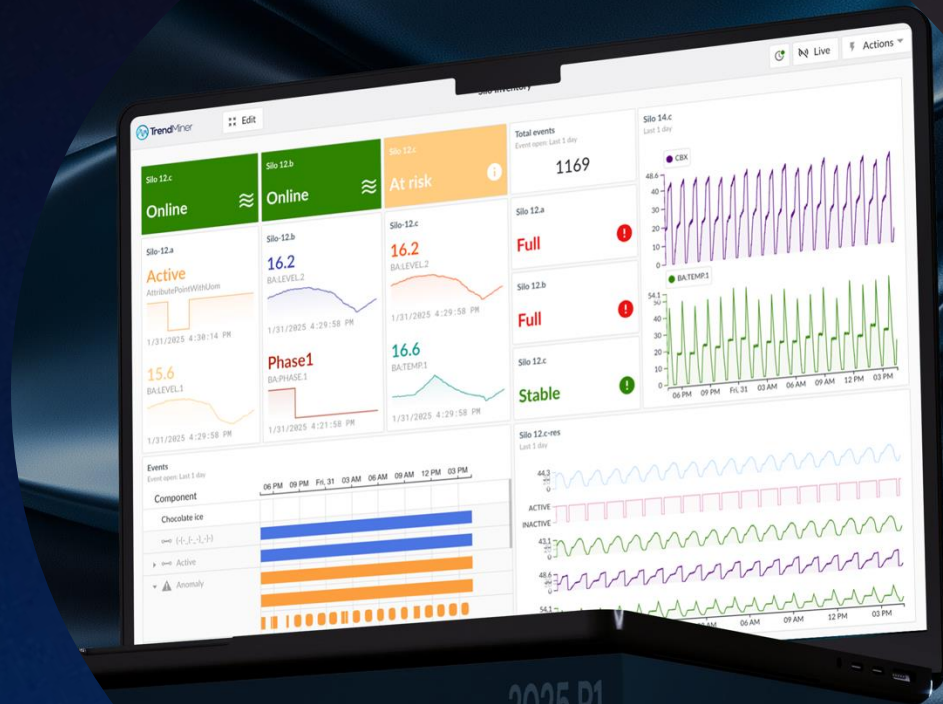 TrendMiner
Edit
Silo Inventory
Live
Actions
Silo 12.c
Online
Silo 12.b
Online
Silo 12.c
At risk
Total events
Event open: Last 1 day
1169
Silo 14.c
Last 1 day
CBX
48.6
40
30
20
10
0
Silo-12.a
Active
AttributePointWithUom
1/31/2025 4:30:14 PM
Silo-12.b
16.2
BA:LEVEL.2
1/31/2025 4:29:58 PM
Silo-12.c
16.2
BA:LEVEL.2
1/31/2025 4:29:58 PM
Silo 12.a
Full
Silo 12.b
Full
Silo 12.c
Stable
BA:TEMP.1
54.1
50
40
30
20
10
0
06 PM 09 PM Fri, 31 03 AM 06 AM 09 AM 12 PM 03 PM
15.6
BA:LEVEL.1
1/31/2025 4:29:58 PM
Phase1
BA:PHASE.1
1/31/2025 4:21:58 PM
16.6
BA:TEMP.1
1/31/2025 4:29:58 PM
Events
Event open: Last 1 day
Component
06 PM 09 PM Fri, 31 03 AM 06 AM 09 AM 12 PM 03 PM
Chocolate ice
Active
Anomaly
Silo 12.c-res
Last 1 day
44.3
0
ACTIVE
INACTIVE
43.1
0
48.6
0
54.1
06 AM 09 AM 12 PM 03 PM